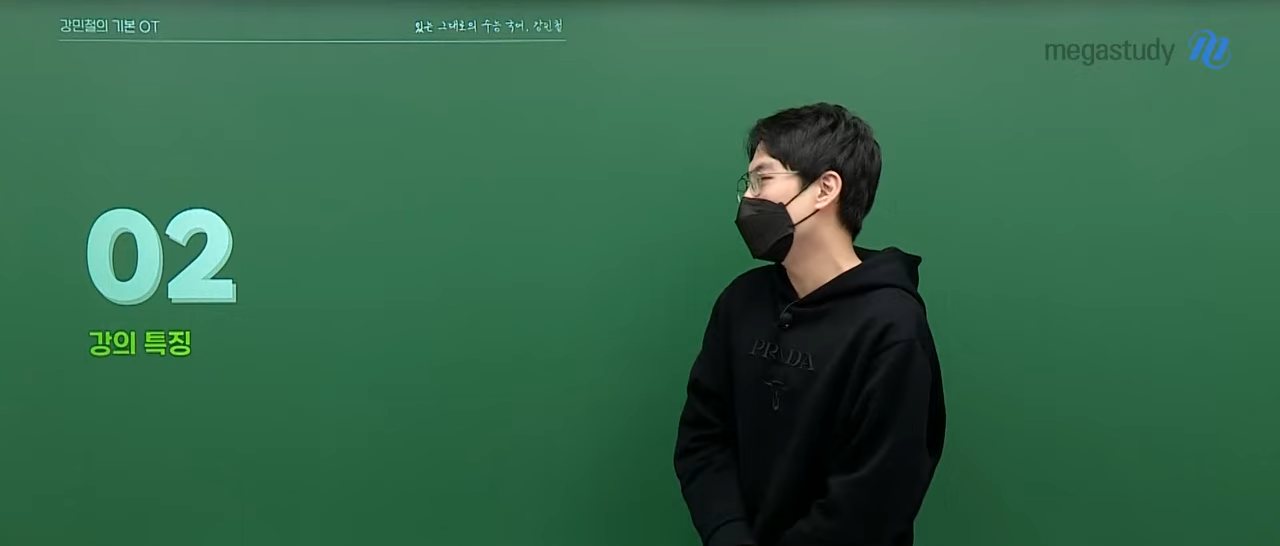 강민철의 기본 OT
있는 그대로의 수능 국어, 강민철
megastudy
02
강의 특징
PRADA